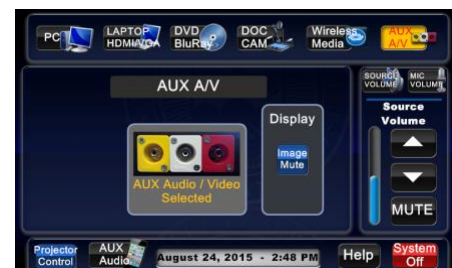 PC
LAPTOP
HDMI/VGA
DVD
BluRay
DOC
CAM
Wireless
Media
AUX
A/V
AUX A/V
AUX Audio / Video
Selected
Display
Image
Mute
SOURCE
VOLUME
MIC
VOLUME
Source
Volume
MUTE
Projector
Control
AUX
Audio
August 24, 2015 - 2:48 PM
Help
System
Off